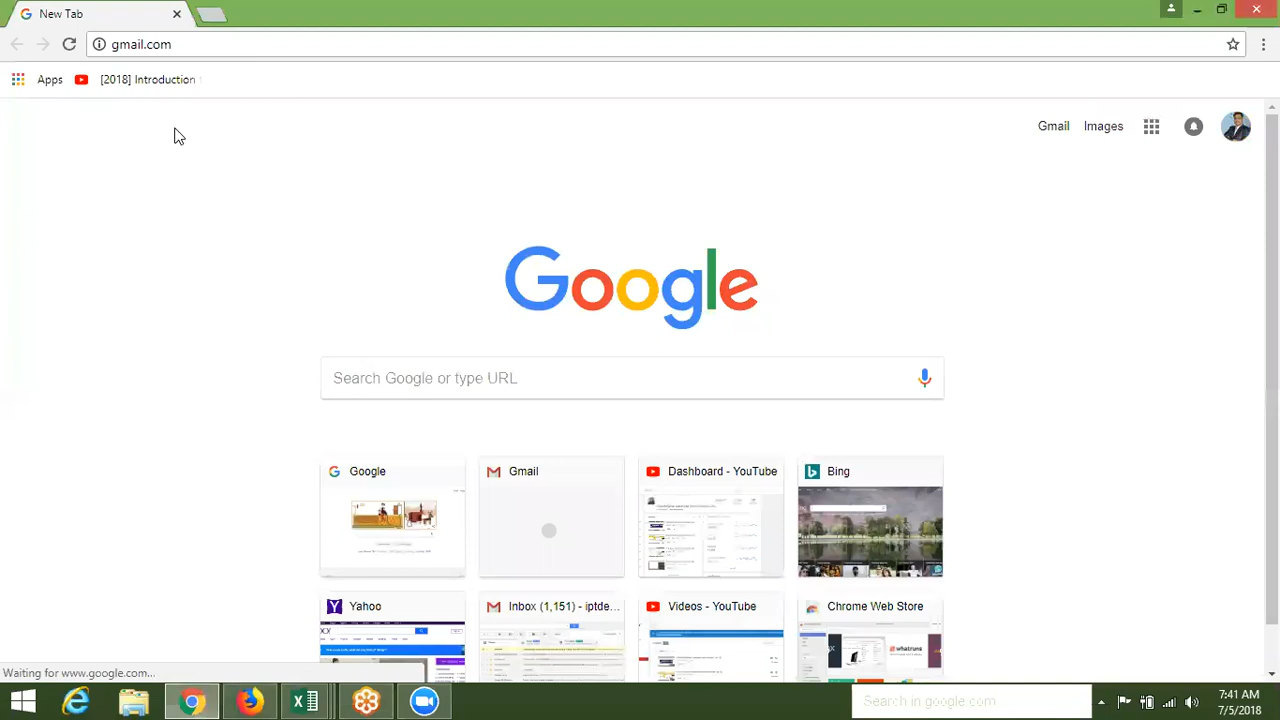 New Tab
gmail.com
Apps
[2018] Introduction
Gmail Images
Google
Search Google or type URL
Google
Gmail
Dashboard - YouTube
Bing
Yahoo
Inbox (1,151) - iptde...
Videos - YouTube
Chrome Web Store
whatruns
www.google.com...
Search in google com
7:41 AM
7/5/2018